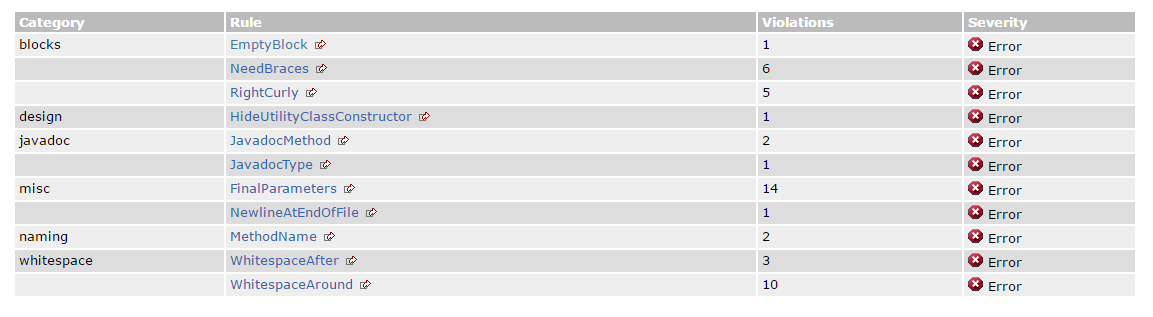 Category Rule Violations Severity
blocks EmptyBlock 1 Error
NeedBraces 6 Error
RightCurly 5 Error
design HideUtilityClassConstructor 1 Error
javadoc JavadocMethod 2 Error
JavadocType 1 Error
misc FinalParameters 14 Error
NewlineAtEndOfFile 1 Error
naming MethodName 2 Error
whitespace WhitespaceAfter 3 Error
WhitespaceAround 10 Error